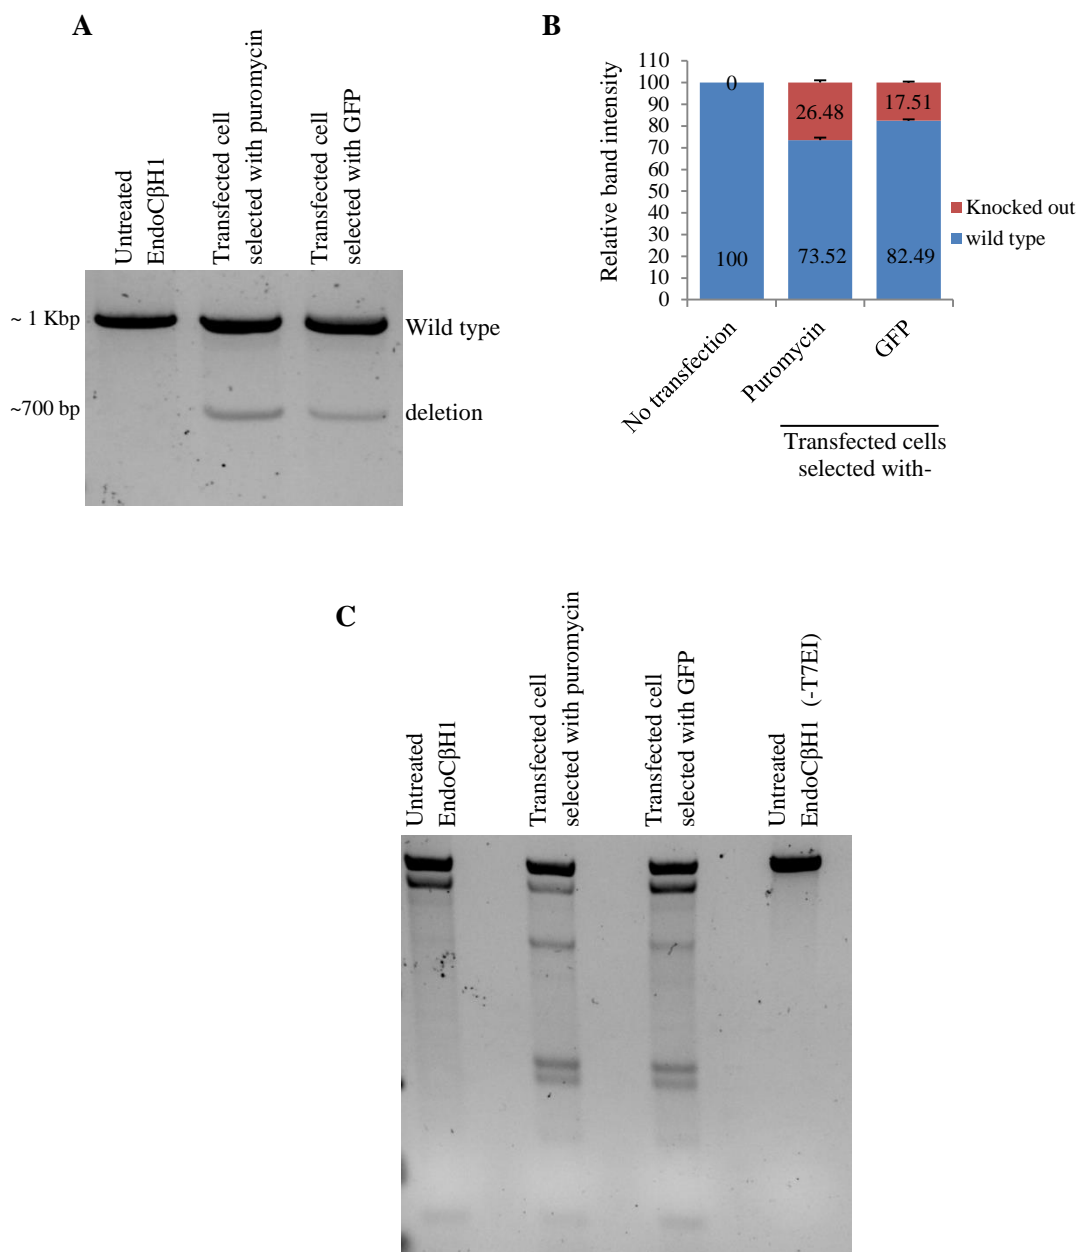 A
Untreated
EndoCβH1
Transfected cell
selected with puromycin
Transfected cell
selected with GFP
~ 1 Kbp
Wild type
~700 bp
deletion
B
Relative band intensity
110
100
90
80
70
60
50
40
30
20
10
0
0
26.48
17.51
100
73.52
82.49
Knocked out
wild type
No transfection
Puromycin
GFP
Transfected cells
selected with-
C
Untreated
EndoCβH1
Transfected cell
selected with puromycin
Transfected cell
selected with GFP
Untreated
EndoCβH1 (-T7EI)